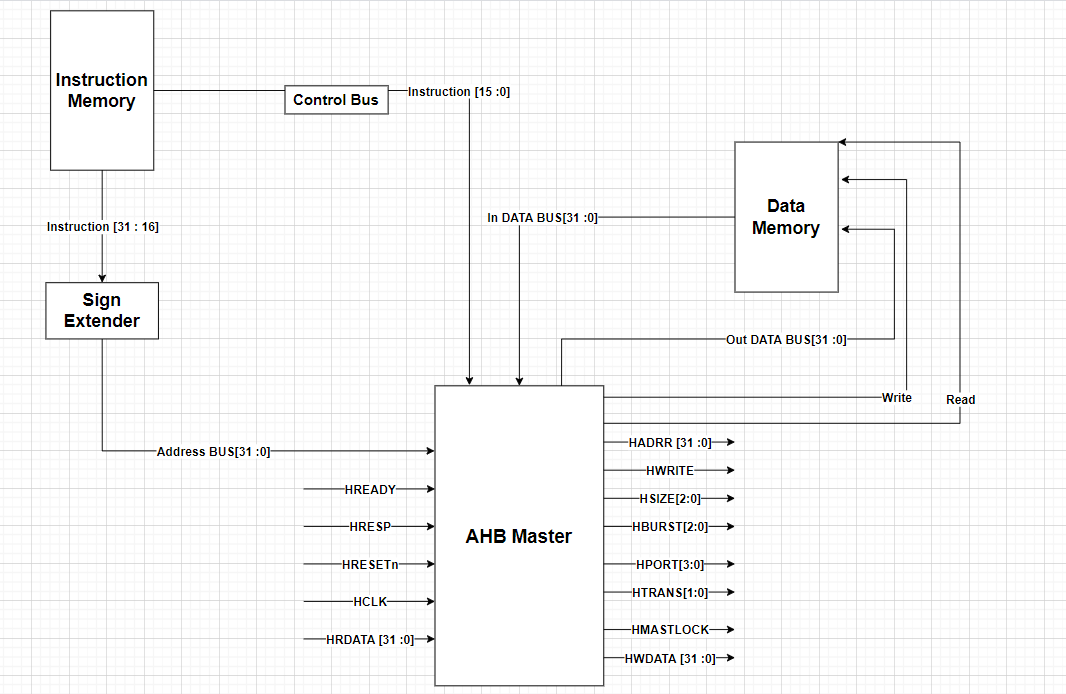 Instruction
Memory
Control Bus
Instruction [15 :0]
Data
Memory
In DATA BUS[31 :0]
Instruction [31 : 16]
Sign
Extender
Out DATA BUS[31 :0]
Write
Read
Address BUS[31 :0]
HREADY
HRESP
HRESETn
HCLK
HRDATA [31 :0]
AHB Master
HADRR [31 :0]
HWRITE
HSIZE[2:0]
HBURST[2:0]
HPORT[3:0]
HTRANS[1:0]
HMASTLOCK
HWDATA [31 :0]